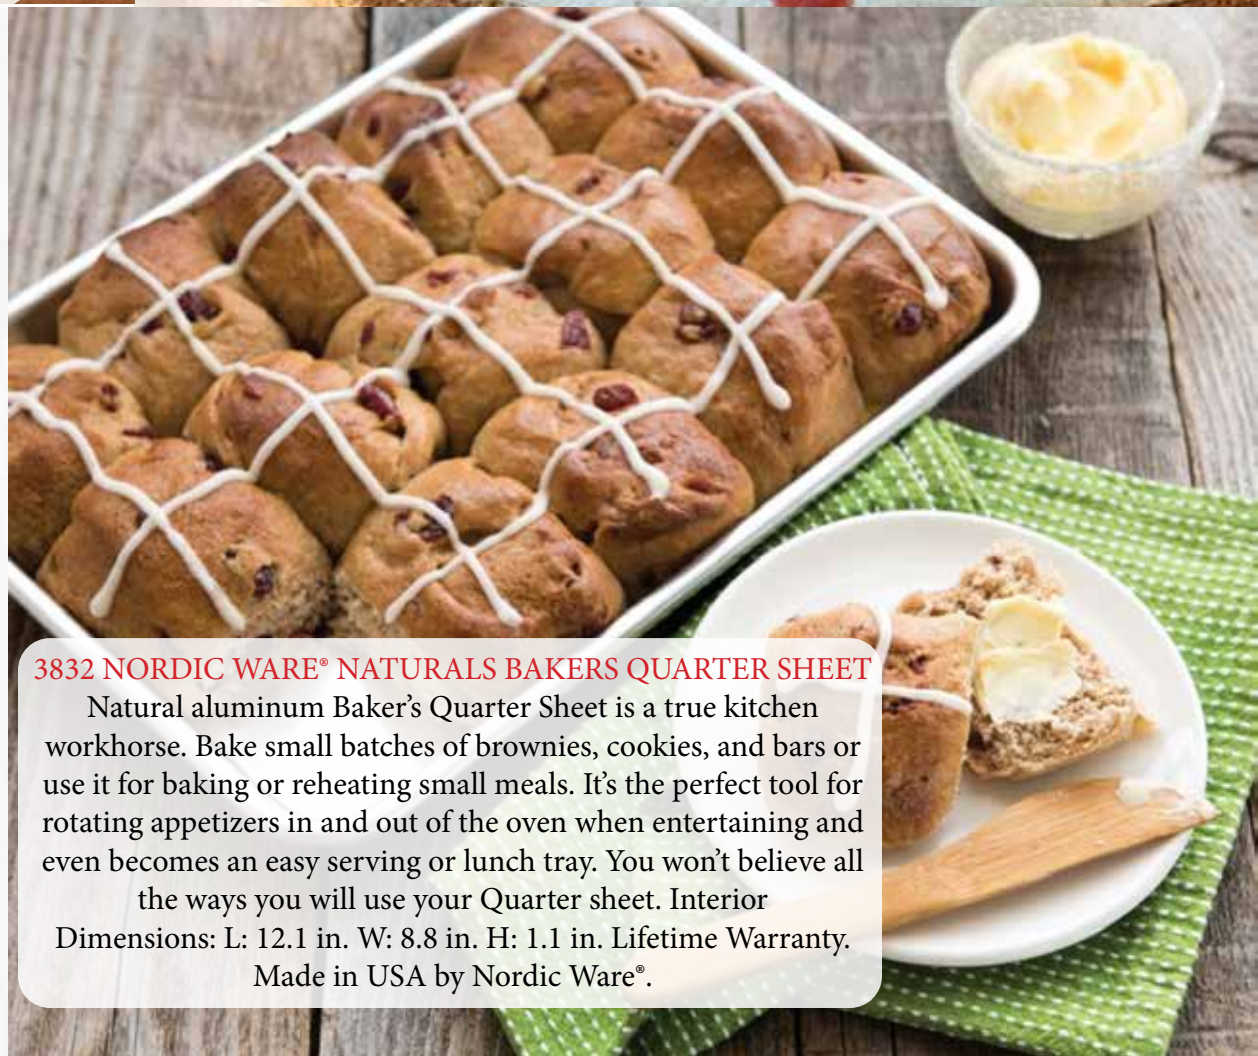 3832 NORDIC WARE® NATURALS BAKERS QUARTER SHEET
Natural aluminum Baker’s Quarter Sheet is a true kitchen
workhorse. Bake small batches of brownies, cookies, and bars or
use it for baking or reheating small meals. It’s the perfect tool for
rotating appetizers in and out of the oven when entertaining and
even becomes an easy serving or lunch tray. You won’t believe all
the ways you will use your Quarter sheet. Interior
Dimensions: L: 12.1 in. W: 8.8 in. H: 1.1 in. Lifetime Warranty.
Made in USA by Nordic Ware®.